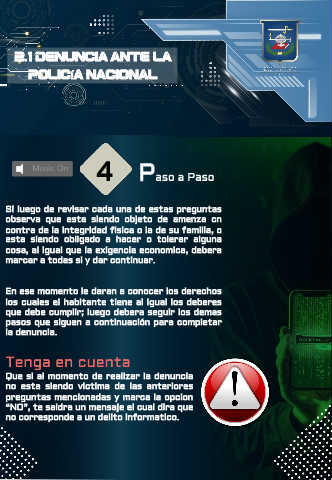 2.1 DENUNCIA ANTE LA
POLICÍA NACIONAL
Music On
4
Paso a Paso
Si luego de revisar cada una de estas preguntas
observa que este siendo objeto de amenza en
contra de la integridad fisica o la de su familia, o
esta siendo obligado a hacer o tolerar alguna
cosa, al igual que la exigencia economica, debera
marcar a todas si y dar continuar.
En ese momento le daran a conocer los derechos
los cuales el habitante tiene al igual los deberes
que debe cumplir; luego debera seguir los demas
pasos que siguen a continuación para completar
la denuncia.
Tenga en cuenta
Que si al momento de realizar la denuncia
no esta siendo victima de las anteriores
preguntas mencionadas y marca la opcion
"NO", te saldra un mensaje el cual dira que
no corresponde a un delito informatico.